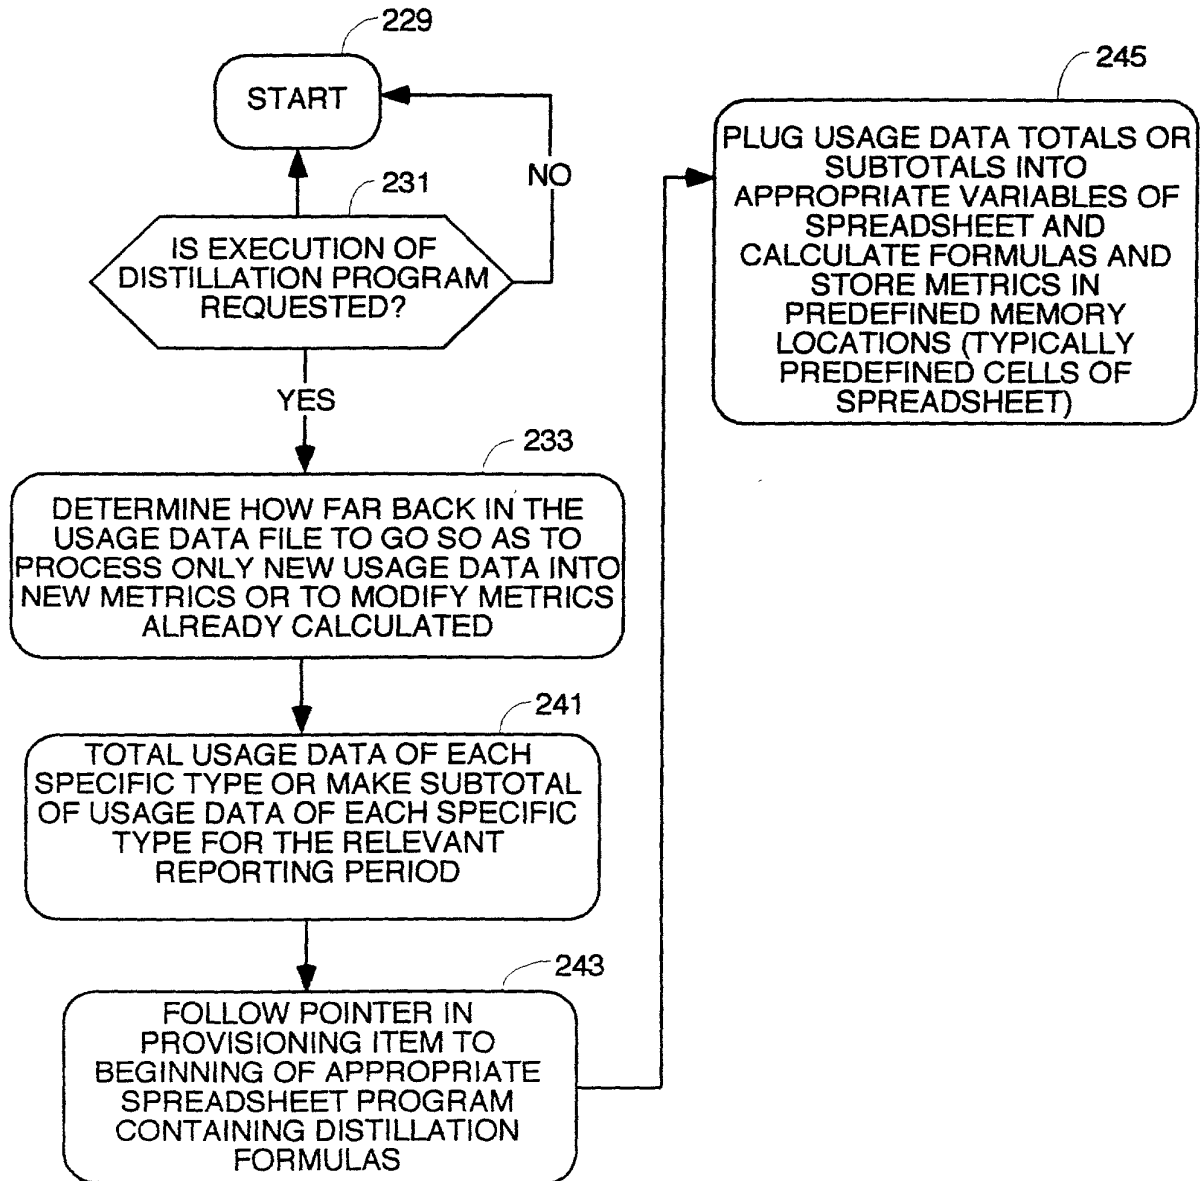 229
START
231
NO
IS EXECUTION OF
DISTILLATION PROGRAM
REQUESTED?
YES
233
DETERMINE HOW FAR BACK IN THE
USAGE DATA FILE TO GO SO AS TO
PROCESS ONLY NEW USAGE DATA INTO
NEW METRICS OR TO MODIFY METRICS
ALREADY CALCULATED
241
TOTAL USAGE DATA OF EACH
SPECIFIC TYPE OR MAKE SUBTOTAL
OF USAGE DATA OF EACH SPECIFIC
TYPE FOR THE RELEVANT
REPORTING PERIOD
243
FOLLOW POINTER IN
PROVISIONING ITEM TO
BEGINNING OF APPROPRIATE
SPREADSHEET PROGRAM
CONTAINING DISTILLATION
FORMULAS
245
PLUG USAGE DATA TOTALS OR
SUBTOTALS INTO
APPROPRIATE VARIABLES OF
SPREADSHEET AND
CALCULATE FORMULAS AND
STORE METRICS IN
PREDEFINED MEMORY
LOCATIONS (TYPICALLY
PREDEFINED CELLS OF
SPREADSHEET)